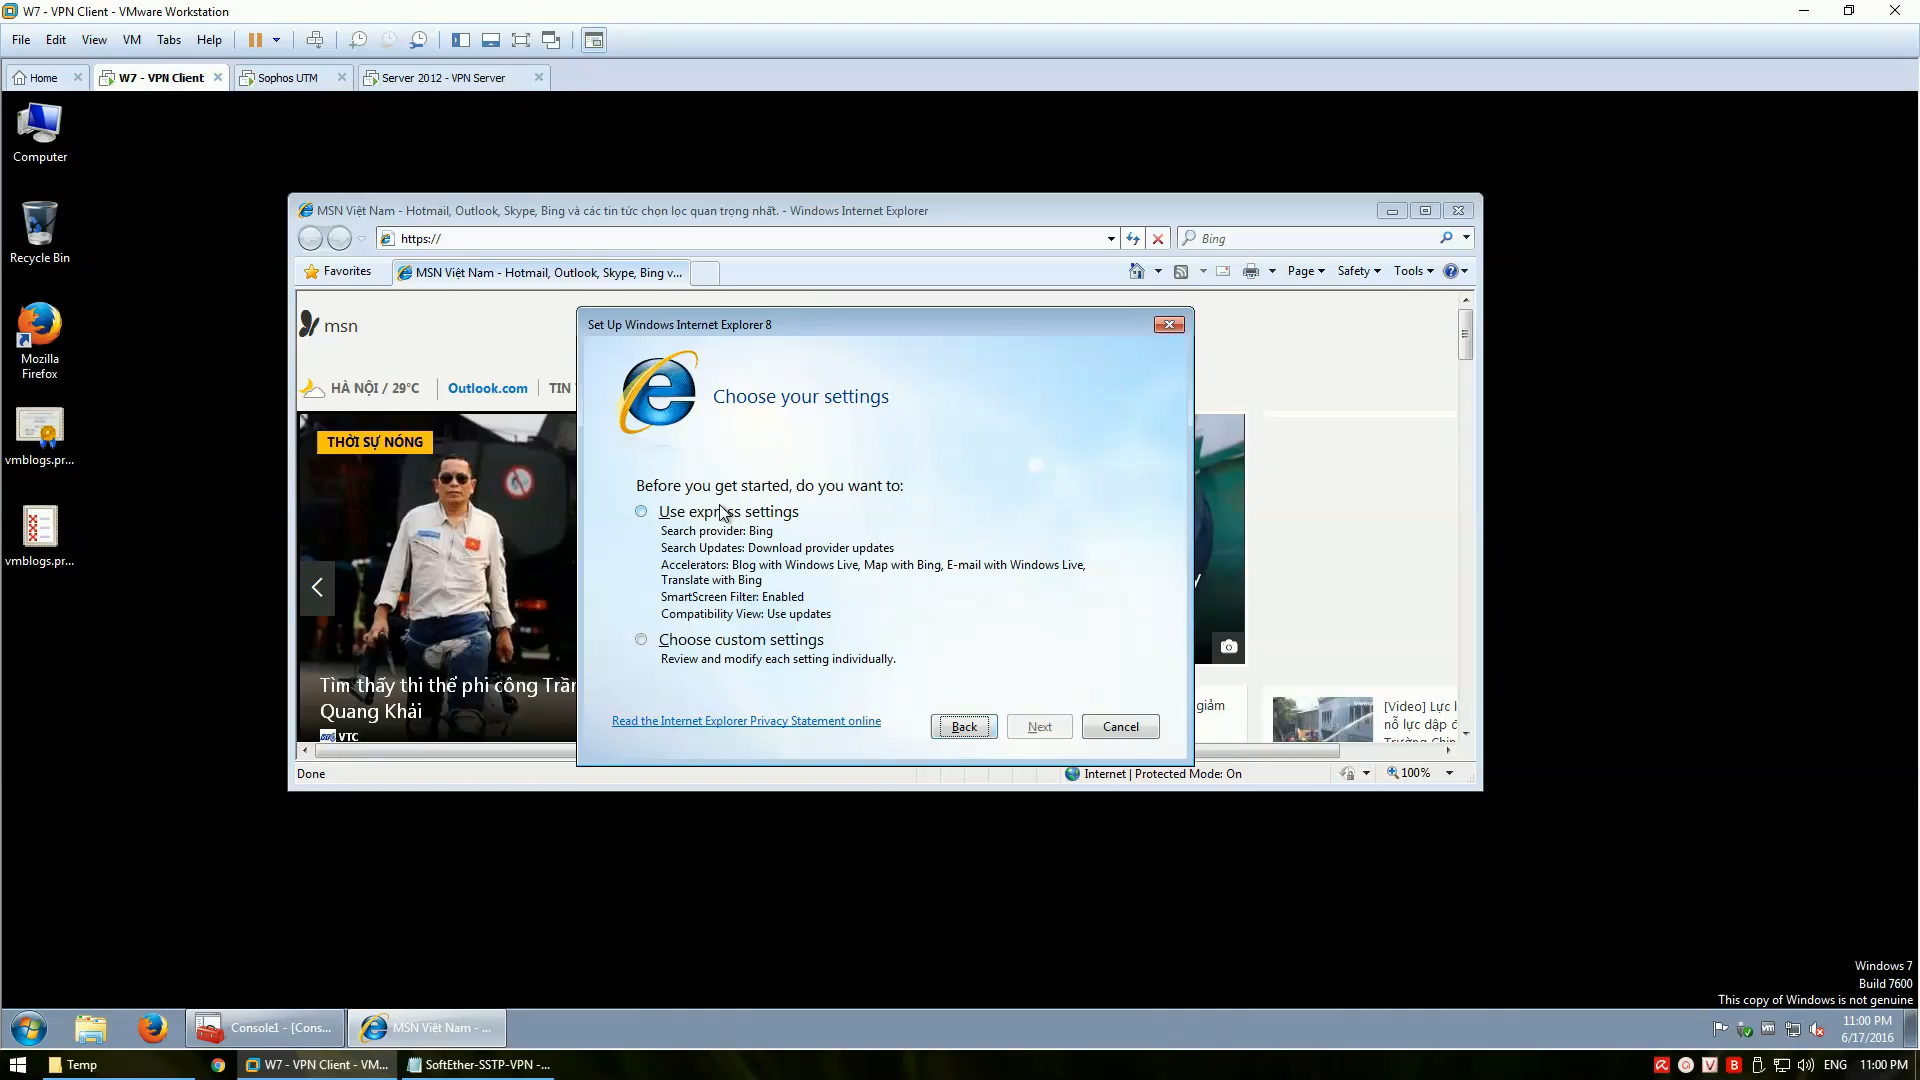 W7 - VPN Client - VMware Workstation
File Edit View VM Tabs Help
Home
W7 - VPN Client
Sophos UTM
Server 2012 - VPN Server
Computer
Recycle Bin
Mozilla
Firefox
vmblogs.pr...
vmblogs.pr...
MSN Việt Nam - Hotmail, Outlook, Skype, Bing và các tin tức chọn lọc quan trọng nhất. - Windows Internet Explorer
https://
Bing
Favorites
MSN Việt Nam - Hotmail, Outlook, Skype, Bing v...
Page
Safety
Tools
msn
HÀ NỘI / 29°C
Outlook.com
TIN
THỜI SỰ NÓNG
Tìm thấy thi thể phi công Trần
Quang Khải
VTC
Set Up Windows Internet Explorer 8
Choose your settings
Before you get started, do you want to:
Use express settings
Search provider: Bing
Search Updates: Download provider updates
Accelerators: Blog with Windows Live, Map with Bing, E-mail with Windows Live,
Translate with Bing
SmartScreen Filter: Enabled
Compatibility View: Use updates
Choose custom settings
Review and modify each setting individually.
Read the Internet Explorer Privacy Statement online
Back
Next
Cancel
y
giảm
[Video] Lực l
nỗ lực dập đ
Done
Internet | Protected Mode: On
100%
Windows 7
Build 7600
This copy of Windows is not genuine
Console1 - [Cons...
MSN Việt Nam - ...
11:00 PM
6/17/2016
Temp
W7 - VPN Client - VM...
SoftEther-SSTP-VPN -...
ENG
11:00 PM